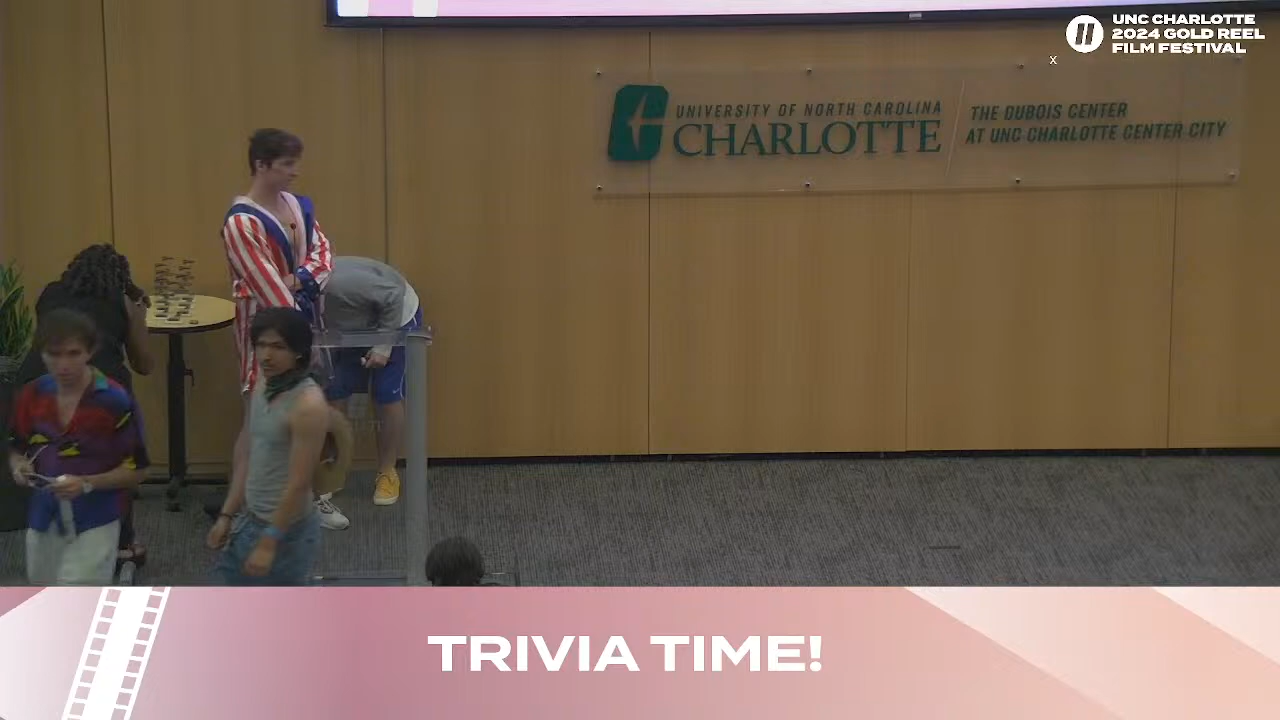 UNC CHARLOTTE
2024 GOLD REEL
FILM FESTIVAL
x
UNIVERSITY OF NORTH CAROLINA
CHARLOTTE
THE DUBOIS CENTER
AT UNC CHARLOTTE CENTER CITY
TRIVIA TIME!